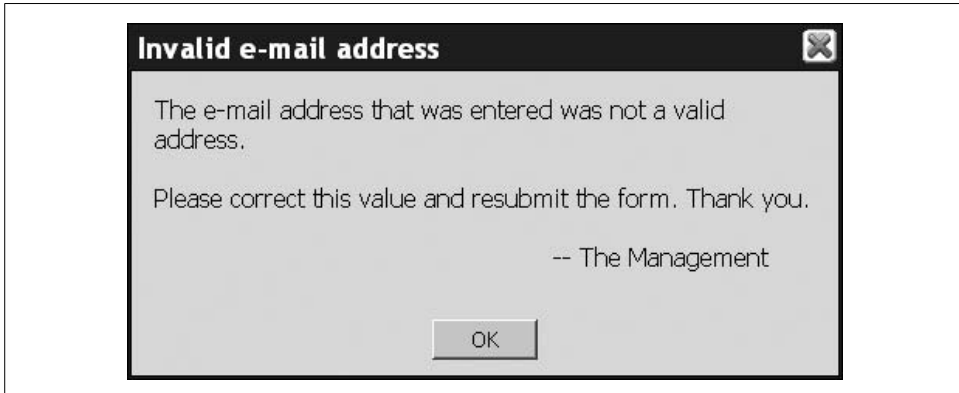 Invalid e-mail address
The e-mail address that was entered was not a valid
address.
Please correct this value and resubmit the form. Thank you.
-- The Management
OK